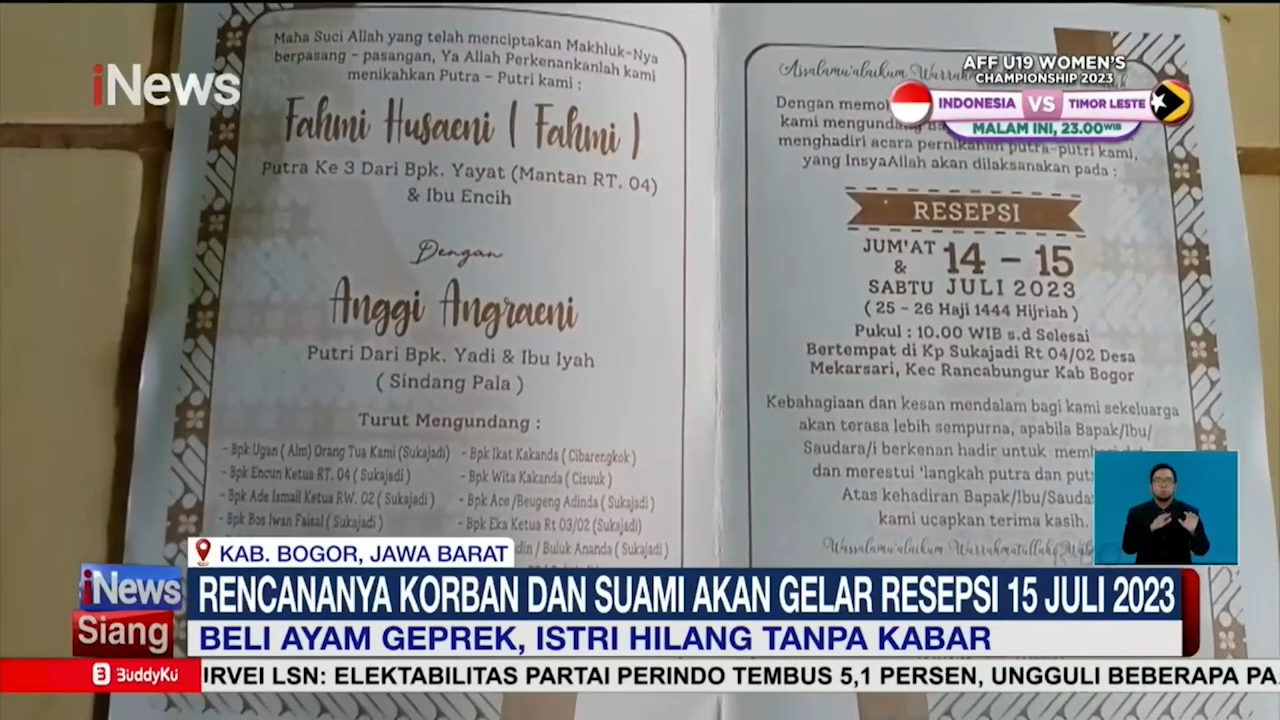 Maha Suci Allah yang telah menciptakan Makhluk-Nya
berpasang - pasangan, Ya Allah Perkenankanlah kami
menikahkan Putra - Putri kami :
Fahmi Husaeni ( Fahmi )
Putra Ke 3 Dari Bpk. Yayat (Mantan RT. 04)
& Ibu Encih
Dengan
Anggi Angraeni
Putri Dari Bpk. Yadi & Ibu Iyah
( Sindang Pala )
Turut Mengundang :
- Bpk Ugan ( Alm) Orang Tua Kami (Sukajadi)
- Bpk Encun Ketua RT. 04 ( Sukajadi )
- Bpk Ade Ismail Ketua RW. 02 ( Sukajadi )
- Bpk Bos Iwan Faisal ( Sukajadi )
- Bpk Ikat Kakanda ( Cibarengkok )
- Bpk Wita Kakanda ( Cisuuk )
- Bpk Ace /Beugeng Adinda ( Sukajadi )
- Bpk Eka Ketua Rt 03/02 (Sukajadi)
/ Buluk Ananda ( Sukajadi )
Assalamu'alaikum
Dengan
kami mengundang
menghadiri acara pernikahan putra-putri kami,
yang InsyaAllah akan dilaksanakan pada :
RESEPSI
JUM'AT
&
SABTU
14 - 15
JULI 2023
( 25 - 26 Haji 1444 Hijriah )
Pukul : 10.00 WIB s.d Selesai
Bertempat di Kp Sukajadi Rt 04/02 Desa
Mekarsari, Kec Rancabungur Kab Bogor
Kebahagiaan dan kesan mendalam bagi kami sekeluarga
akan terasa lebih sempurna, apabila Bapak/Ibu/
Saudara/i berkenan hadir untuk
dan merestui 'langkah putra dan
Atas kehadiran Bapak/Ibu/
kami ucapkan terima kasih.
Wassalamu'alaikum Warrahmatullahi
iNews
AFF U19 WOMEN'S
CHAMPIONSHIP 2023
INDONESIA VS TIMOR LESTE
MALAM INI, 23.00 WIB
KAB. BOGOR, JAWA BARAT
iNews
Siang
RENCANANYA KORBAN DAN SUAMI AKAN GELAR RESEPSI 15 JULI 2023
BELI AYAM GEPREK, ISTRI HILANG TANPA KABAR
BuddyKu
IRVEI LSN: ELEKTABILITAS PARTAI PERINDO TEMBUS 5,1 PERSEN, UNGGULI BEBERAPA PA